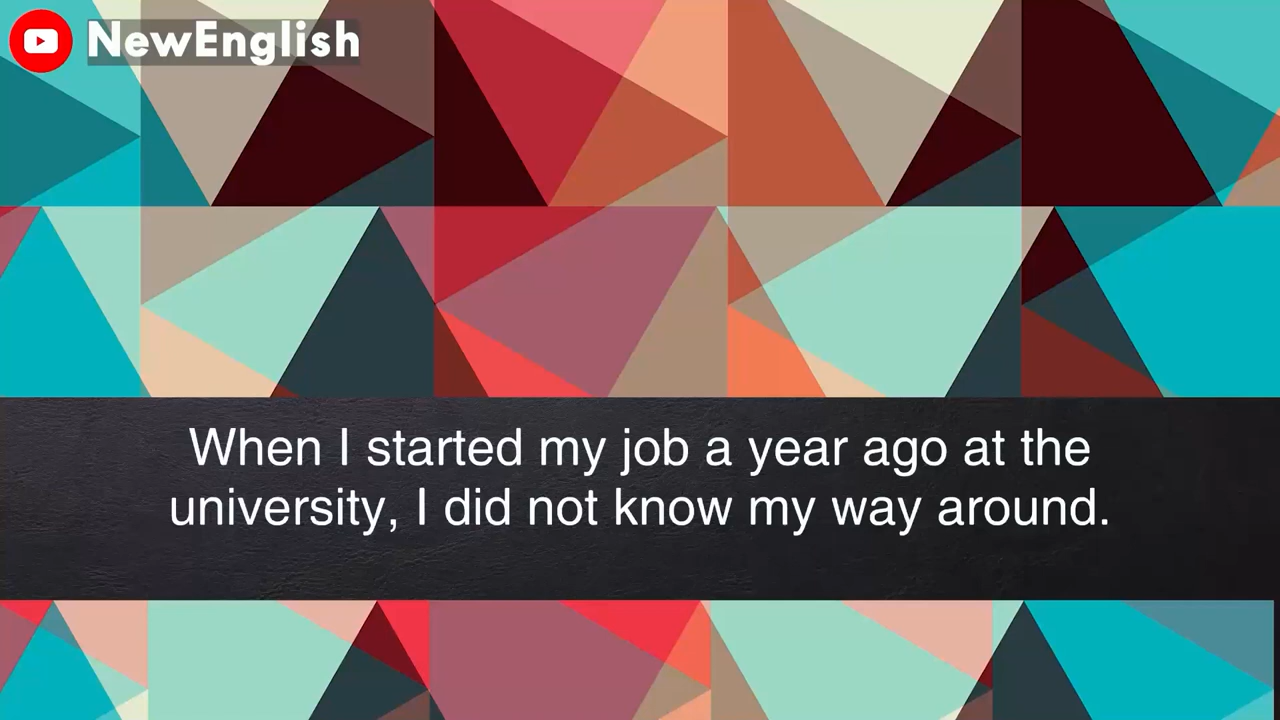 NewEnglish
When I started my job a year ago at the
university, I did not know my way around.